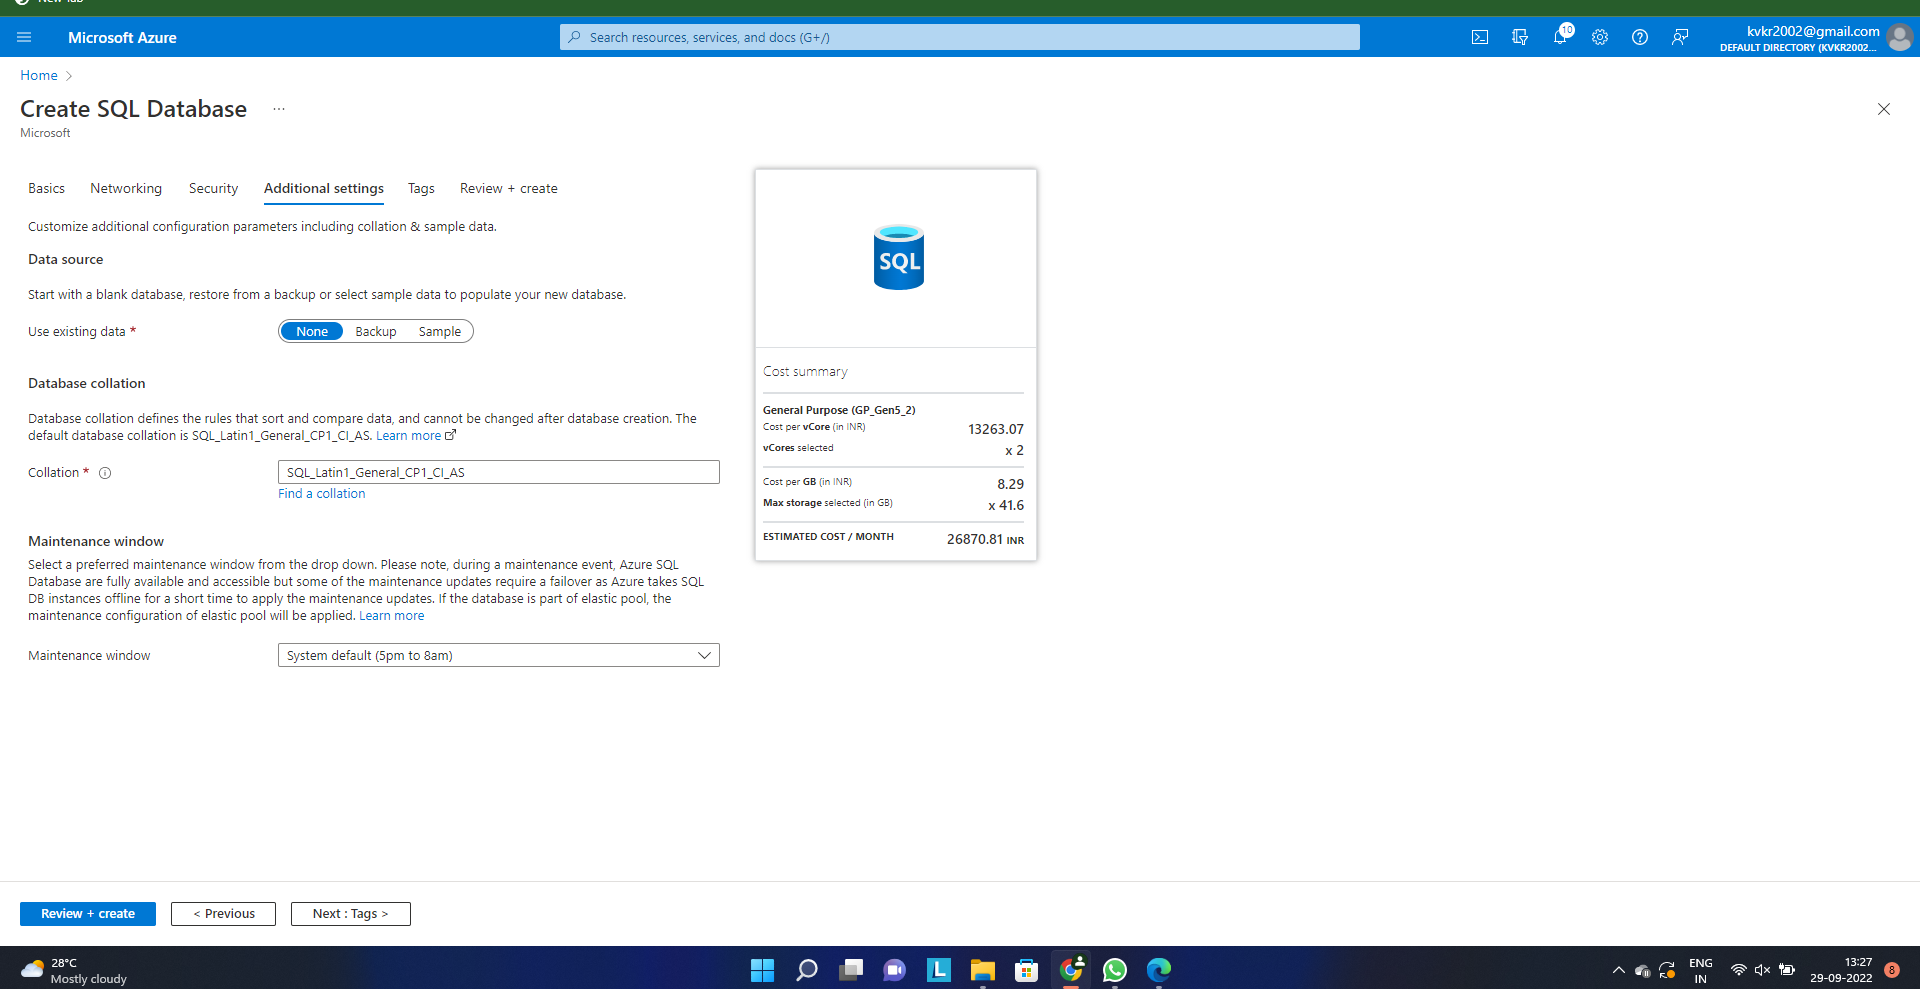 New Tab
Microsoft Azure
Search resources, services, and docs (G+/)
10
kvkr2002@gmail.com
DEFAULT DIRECTORY (KVKR2002...
Home
Create SQL Database
...
Microsoft
Basics
Networking
Security
Additional settings
Tags
Review + create
Customize additional configuration parameters including collation & sample data.
Data source
Start with a blank database, restore from a backup or select sample data to populate your new database.
Use existing data *
None
Backup
Sample
Database collation
Database collation defines the rules that sort and compare data, and cannot be changed after database creation. The
default database collation is SQL_Latin1_General_CP1_CI_AS. Learn more
Collation *
SQL_Latin1_General_CP1_CI_AS
Find a collation
Maintenance window
Select a preferred maintenance window from the drop down. Please note, during a maintenance event, Azure SQL
Database are fully available and accessible but some of the maintenance updates require a failover as Azure takes SQL
DB instances offline for a short time to apply the maintenance updates. If the database is part of elastic pool, the
maintenance configuration of elastic pool will be applied. Learn more
Maintenance window
System default (5pm to 8am)
SQL
Cost summary
General Purpose (GP_Gen5_2)
Cost per vCore (in INR)
13263.07
vCores selected
x 2
Cost per GB (in INR)
8.29
Max storage selected (in GB)
x 41.6
ESTIMATED COST / MONTH
26870.81 INR
Review + create
< Previous
Next : Tags >
28°C
Mostly cloudy
L
ENG
IN
13:27
29-09-2022
8